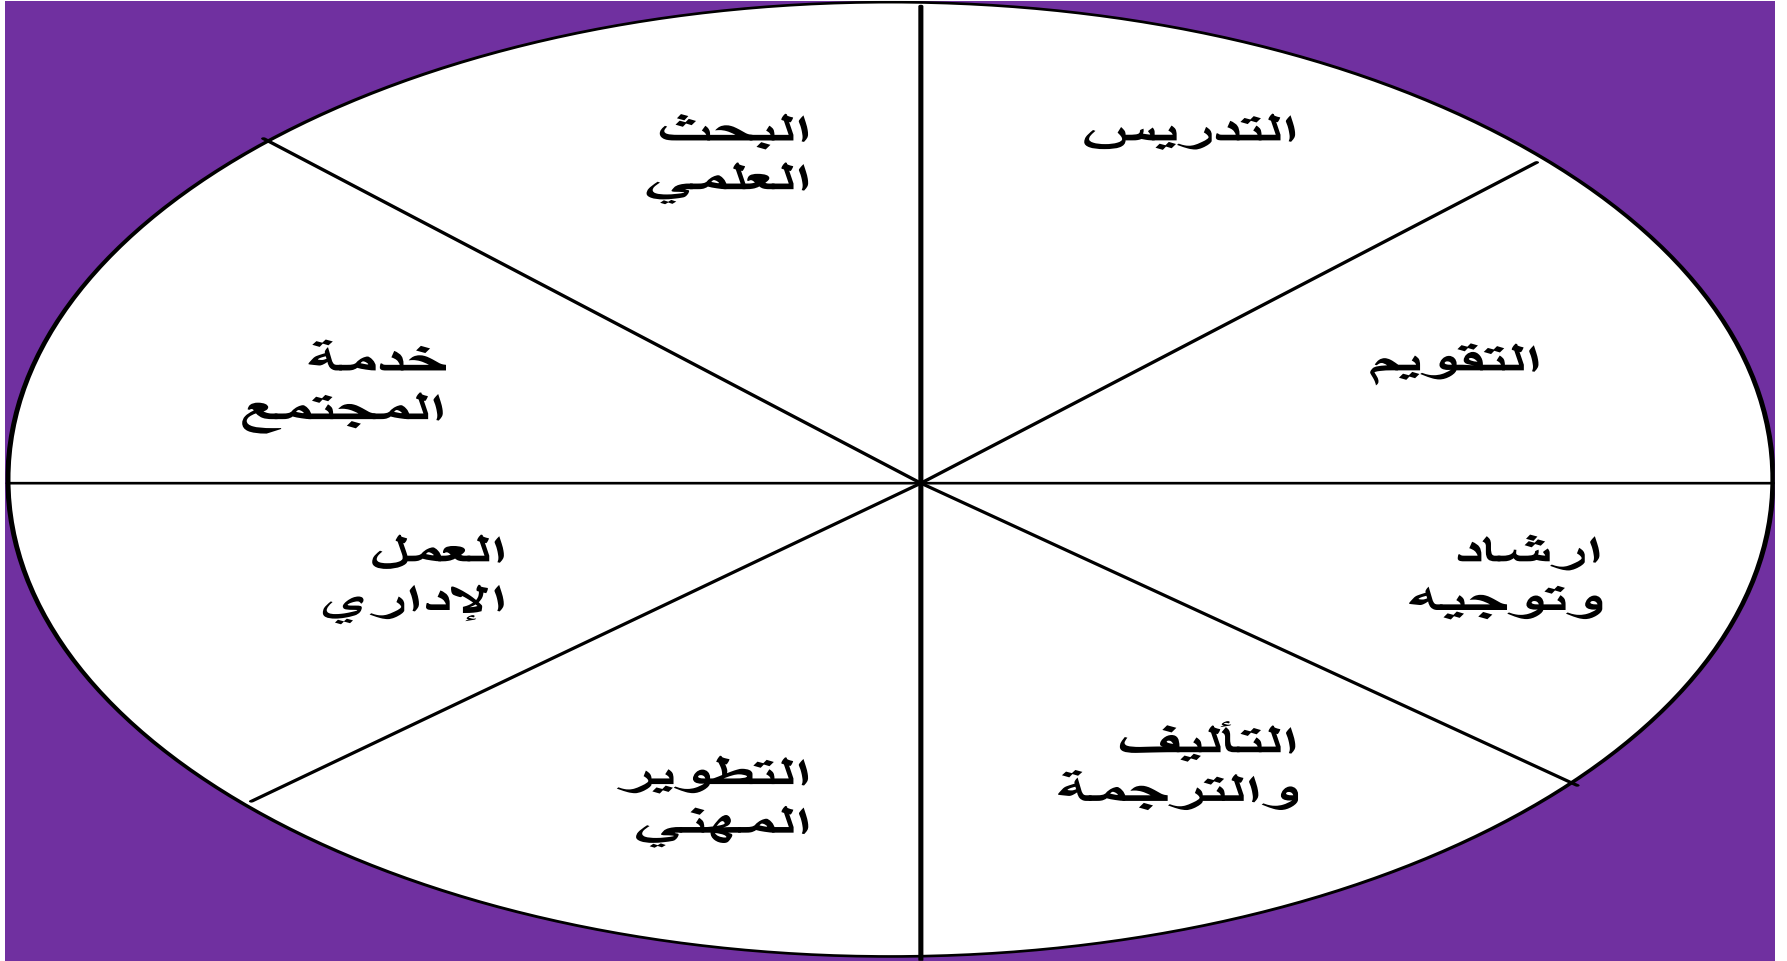 التدريس
البحث
العلمي
التقويم
خدمة
المجتمع
ارشاد
وتوجيه
العمل
الإداري
التأليف
والترجمة
التطوير
المهني